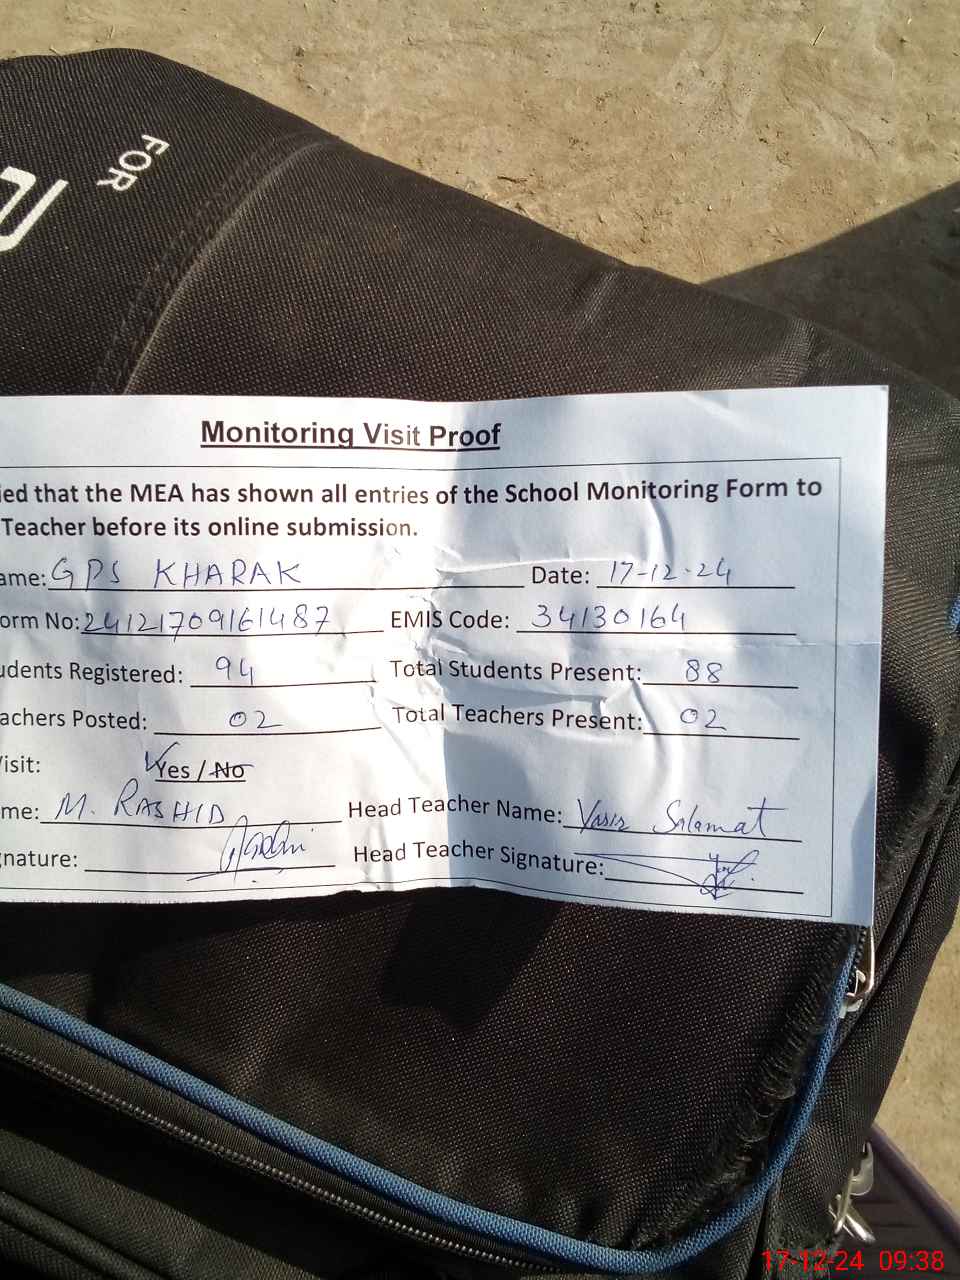 FOR
Monitoring Visit Proof
ied that the MEA has shown all entries of the School Monitoring Form to
Teacher before its online submission.
ame: GPS KHARAK Date: 17-12-24
orm No: 24121709161487 EMIS Code: 34130164
udents Registered: 94 Total Students Present: 88
achers Posted: 02 Total Teachers Present: 02
isit: Yes / No
me: M. RASHID Head Teacher Name: Yasir Salamat
gnature: Head Teacher Signature:
17-12-24 09:38